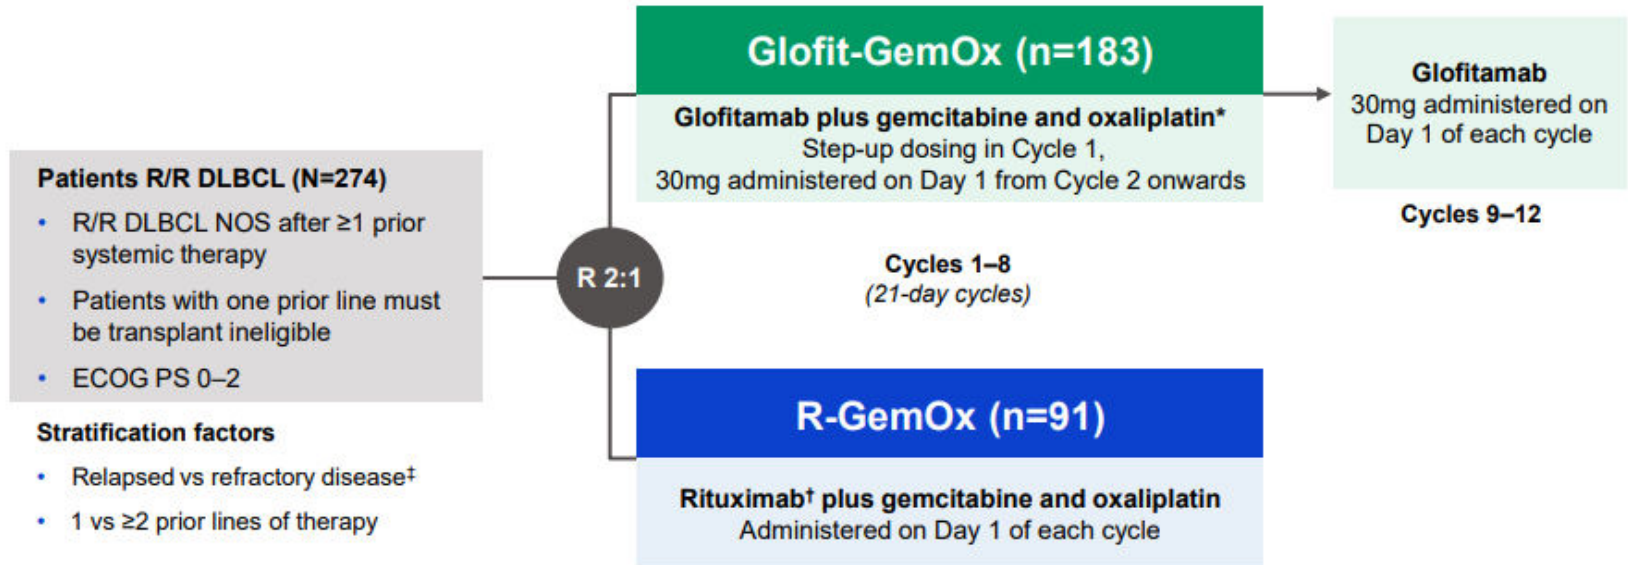 Patients R/R DLBCL (N=274)
• R/R DLBCL NOS after ≥1 prior
systemic therapy
• Patients with one prior line must
be transplant ineligible
• ECOG PS 0–2
Stratification factors
• Relapsed vs refractory disease‡
• 1 vs ≥2 prior lines of therapy
R 2:1
Glofit-GemOx (n=183)
Glofitamab plus gemcitabine and oxaliplatin*
Step-up dosing in Cycle 1,
30mg administered on Day 1 from Cycle 2 onwards
Cycles 1–8
(21-day cycles)
R-GemOx (n=91)
Rituximab† plus gemcitabine and oxaliplatin
Administered on Day 1 of each cycle
Glofitamab
30mg administered on
Day 1 of each cycle
Cycles 9–12